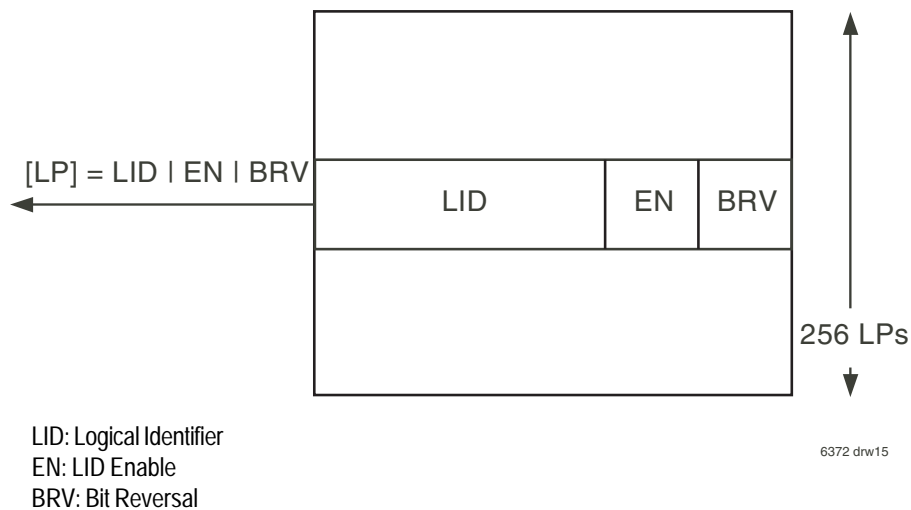 [LP] = LID | EN | BRV
LID EN BRV
256 LPs
LID: Logical Identifier
EN: LID Enable
BRV: Bit Reversal
6372 drw15